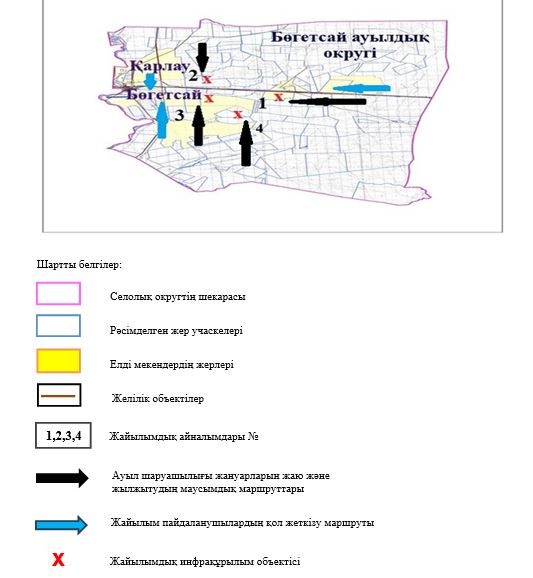 Бөгетсай ауылдық
округі
Қарлау
2 х
Бөгетсай х
1 х
3 х
4
Шартты белгілер:
Селолық округтің шекарасы
Рәсімделген жер учаскелері
Елді мекендердің жерлері
Желілік объектілер
1,2,3,4 Жайылымдық айналымдары №
Ауыл шаруашылығы жануарларын жаю және
жылжытудың маусымдық маршруттары
Жайылым пайдаланушылардың қол жеткізу маршруты
X Жайылымдық инфрақұрылым объектісі